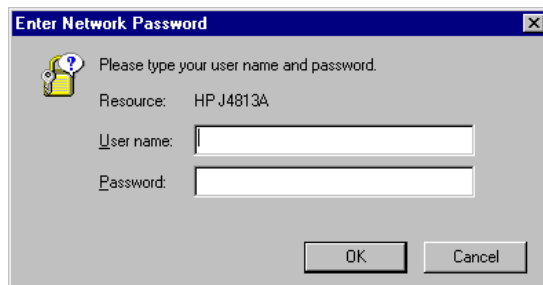 Enter Network Password
Please type your user name and password.
Resource: HP J4813A
User name:
Password:
OK Cancel